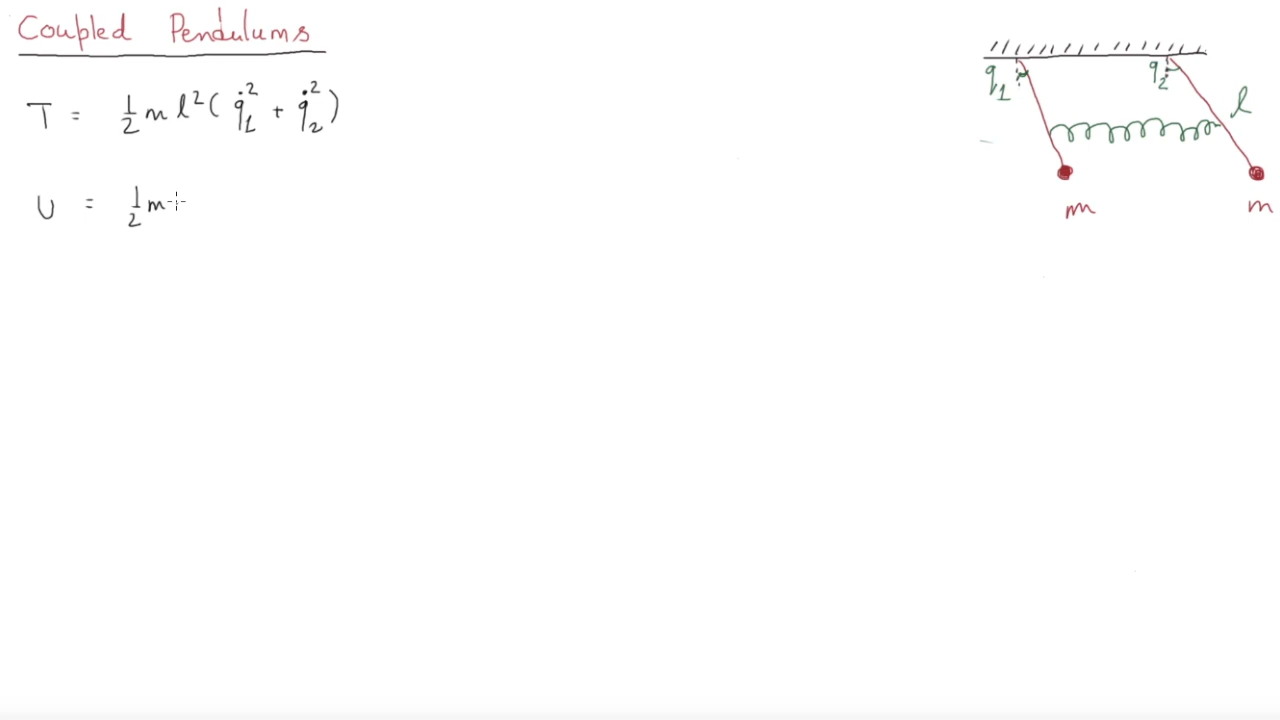 Coupled Pendulums
T = 1/2 m l² ( q̇₁² + q̇₂² )
U = 1/2 m
q₁
q₂
l
m
m